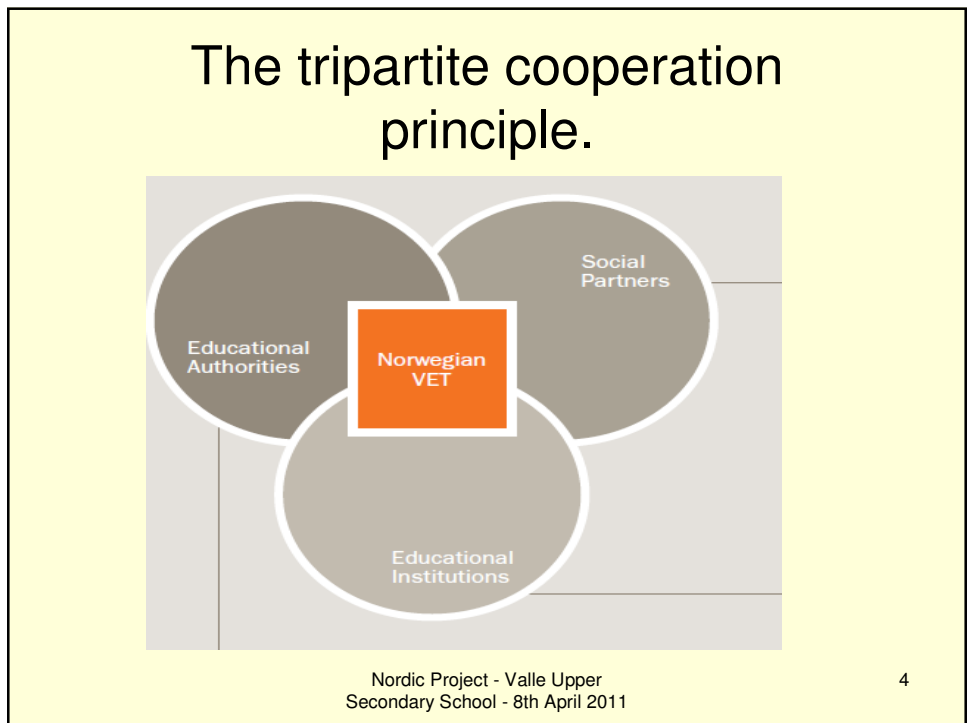 The tripartite cooperation
principle.
Social
Partners
Educational
Authorities
Norwegian
VET
Educational
Institutions
Nordic Project - Valle Upper
Secondary School - 8th April 2011
4